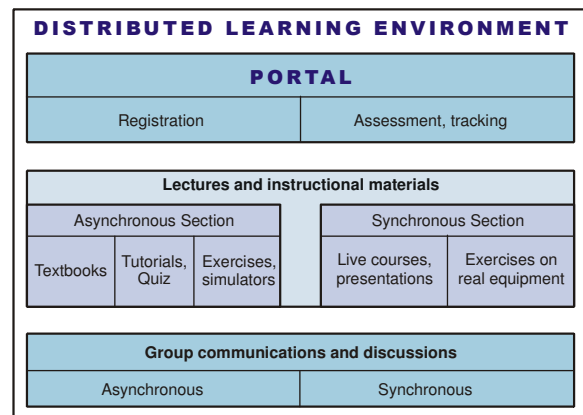 DISTRIBUTED LEARNING ENVIRONMENT
PORTAL
Registration
Assessment, tracking
Lectures and instructional materials
Asynchronous Section
Synchronous Section
Textbooks
Tutorials,
Quiz
Exercises,
simulators
Live courses,
presentations
Exercises on
real equipment
Group communications and discussions
Asynchronous
Synchronous